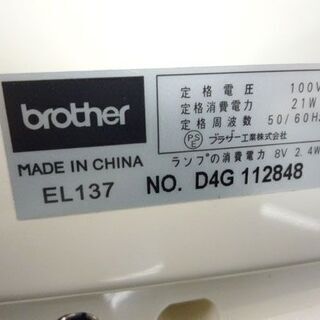 brother
定格電圧 100V
定格消費電力 21W
定格周波数 50/60Hz
PSE ブラザー工業株式会社
MADE IN CHINA
ランプの消費電力 8V 2.4W
EL137 NO. D4G 112848